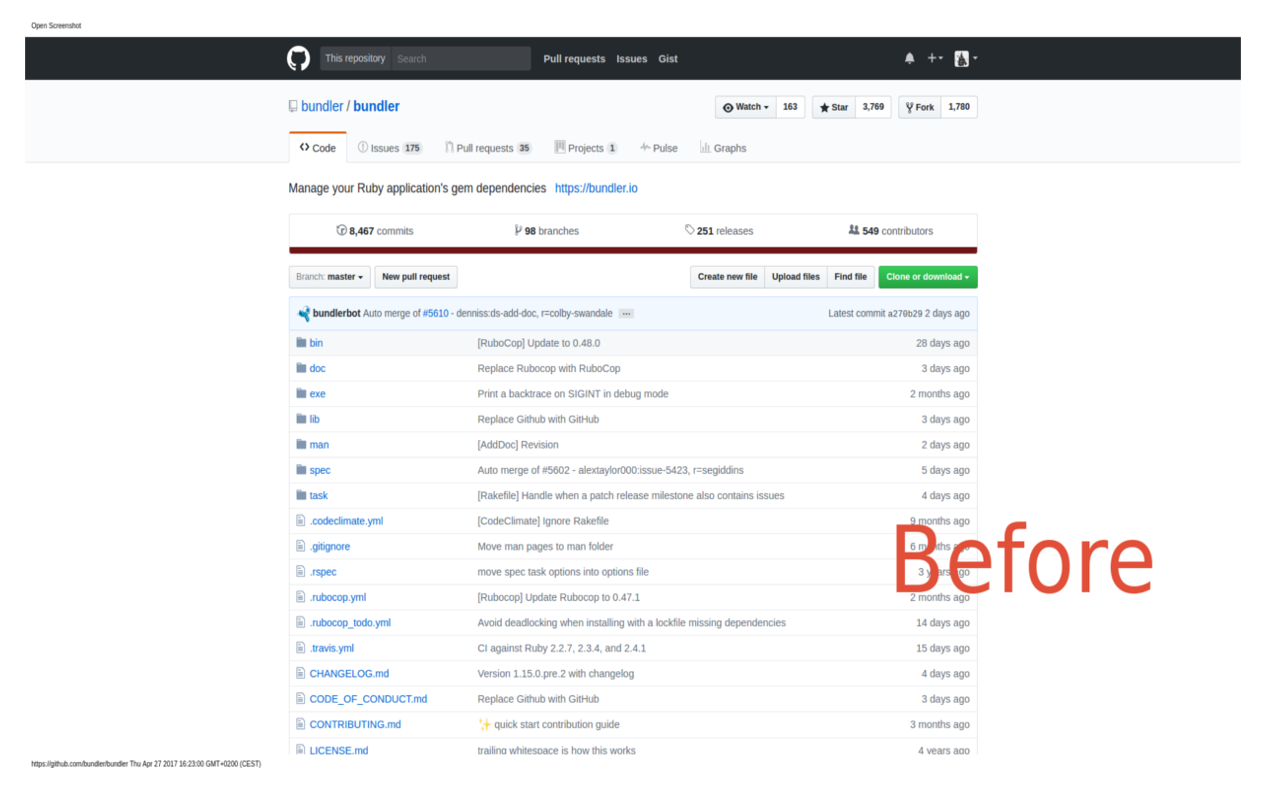 Open Screenshot
This repository Search Pull requests Issues Gist
bundler / bundler Watch 163 Star 3,769 Fork 1,780
Code Issues 175 Pull requests 35 Projects 1 Pulse Graphs
Manage your Ruby application's gem dependencies https://bundler.io
8,467 commits 98 branches 251 releases 549 contributors
Branch: master New pull request Create new file Upload files Find file Clone or download
bundlerbot Auto merge of #5610 - denniss:ds-add-doc, r=colby-swandale ... Latest commit a270b29 2 days ago
bin [RuboCop] Update to 0.48.0 28 days ago
doc Replace Rubocop with RuboCop 3 days ago
exe Print a backtrace on SIGINT in debug mode 2 months ago
lib Replace Github with GitHub 3 days ago
man [AddDoc] Revision 2 days ago
spec Auto merge of #5602 - alextaylor000:issue-5423, r=segiddins 5 days ago
task [Rakefile] Handle when a patch release milestone also contains issues 4 days ago
.codeclimate.yml [CodeClimate] Ignore Rakefile 9 months ago
.gitignore Move man pages to man folder 6 months ago
.rspec move spec task options into options file 3 years ago
Before
.rubocop.yml [Rubocop] Update Rubocop to 0.47.1 2 months ago
.rubocop_todo.yml Avoid deadlocking when installing with a lockfile missing dependencies 14 days ago
.travis.yml CI against Ruby 2.2.7, 2.3.4, and 2.4.1 15 days ago
CHANGELOG.md Version 1.15.0.pre.2 with changelog 4 days ago
CODE_OF_CONDUCT.md Replace Github with GitHub 3 days ago
CONTRIBUTING.md ✨ quick start contribution guide 3 months ago
LICENSE.md trailing whitespace is how this works 4 years ago
https://github.com/bundler/bundler Thu Apr 27 2017 16:23:00 GMT+0200 (CEST)